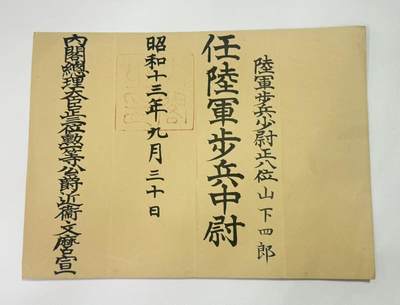 陸軍歩兵少尉正八位山下四郎
任陸軍歩兵中尉
昭和十三年九月三十日
内閣總理大臣 位勲一等公爵近衞文麿宣